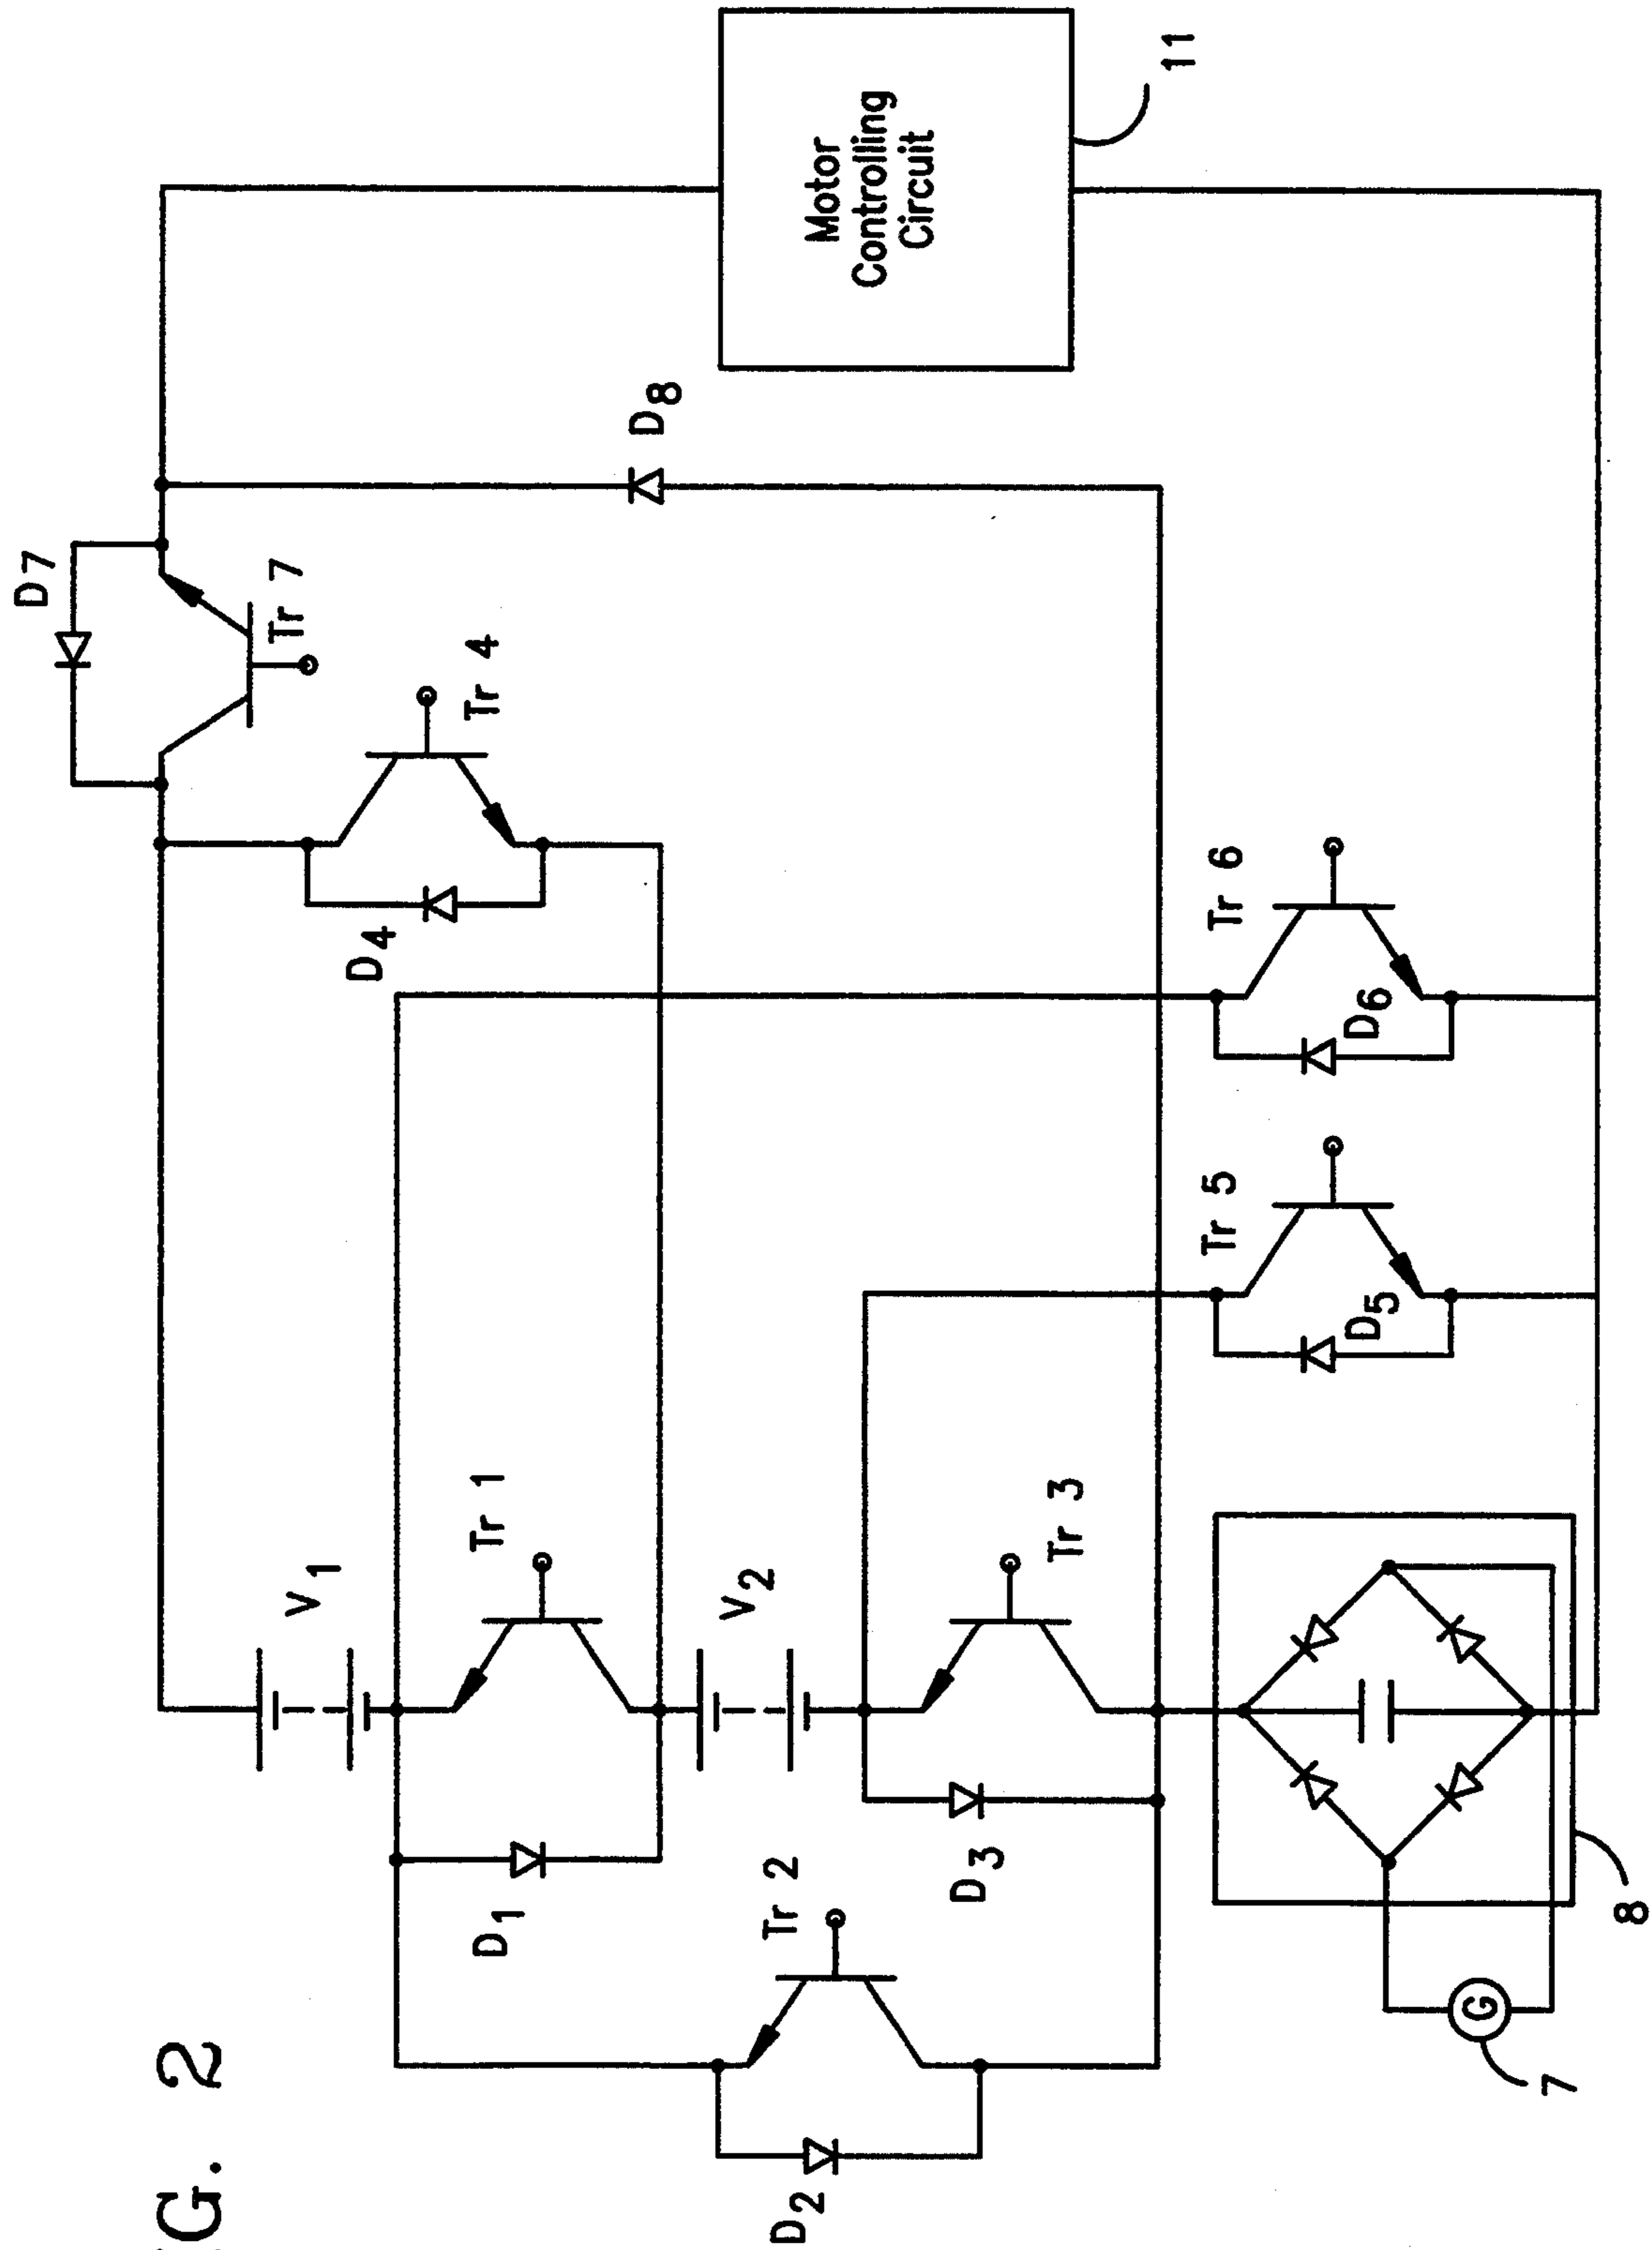 FIG. 2
D7
Tr 7
Tr 4
D4
D8
Motor
Controlling
Circuit
11
V1
Tr 1
D1
V2
Tr 2
D2
Tr 3
D3
Tr 5
D5
Tr 6
D6
G
7
8